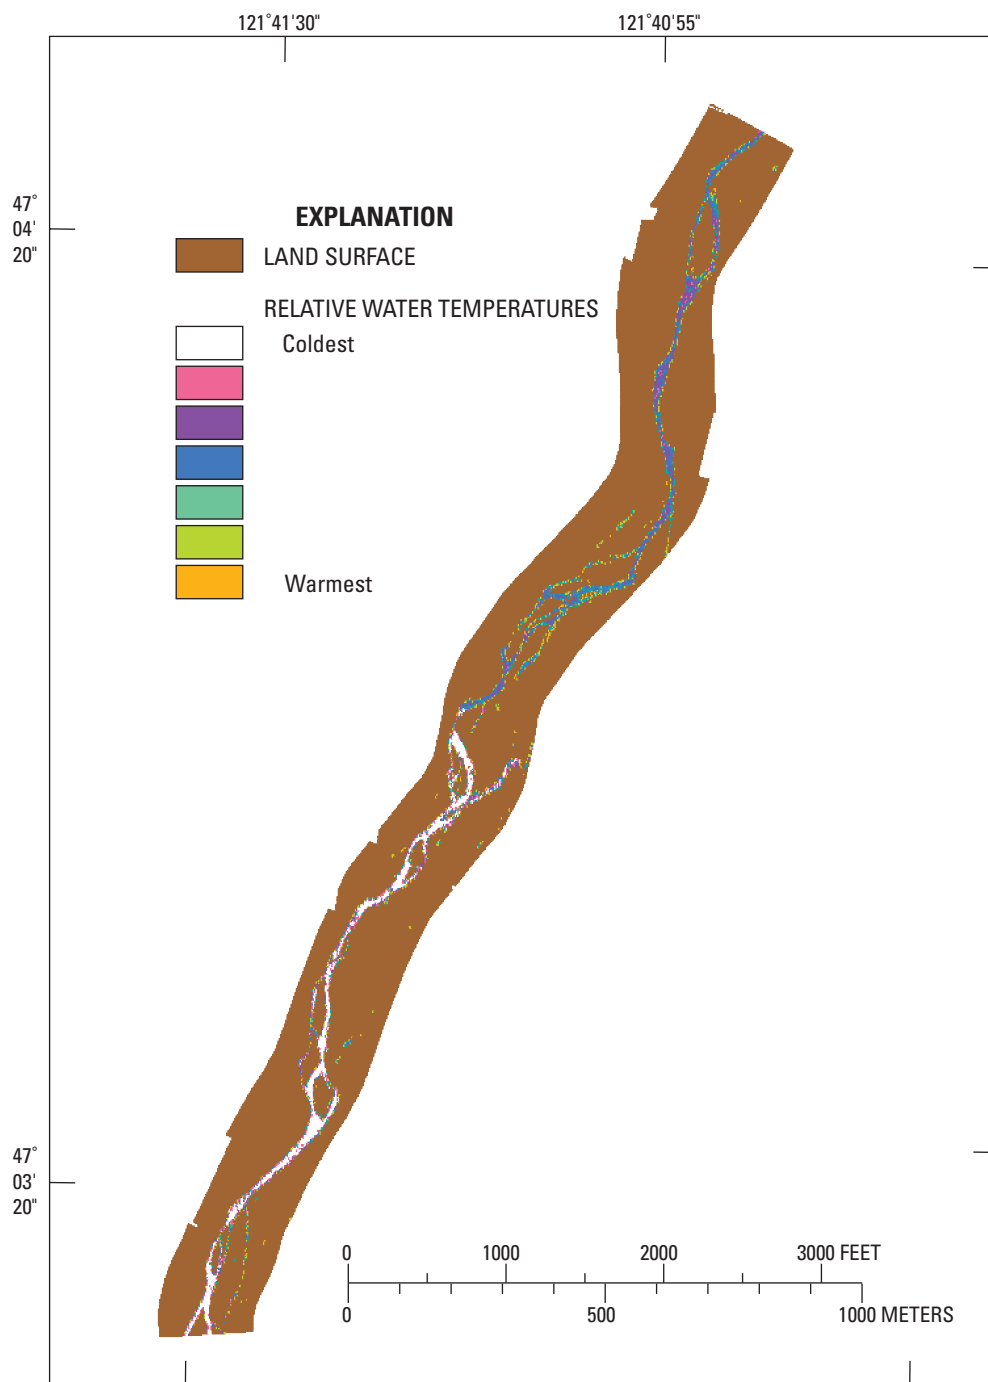 121˚41'30"
121˚40'55"
47˚
04'
20"
EXPLANATION
LAND SURFACE
RELATIVE WATER TEMPERATURES
Coldest
Warmest
47˚
03'
20"
0 1000 2000 3000 FEET
0 500 1000 METERS